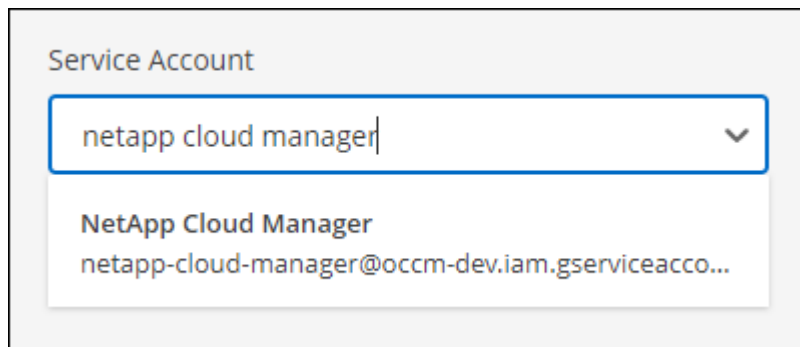 Service Account
netapp cloud manager
NetApp Cloud Manager
netapp-cloud-manager@occm-dev.iam.gserviceacco...